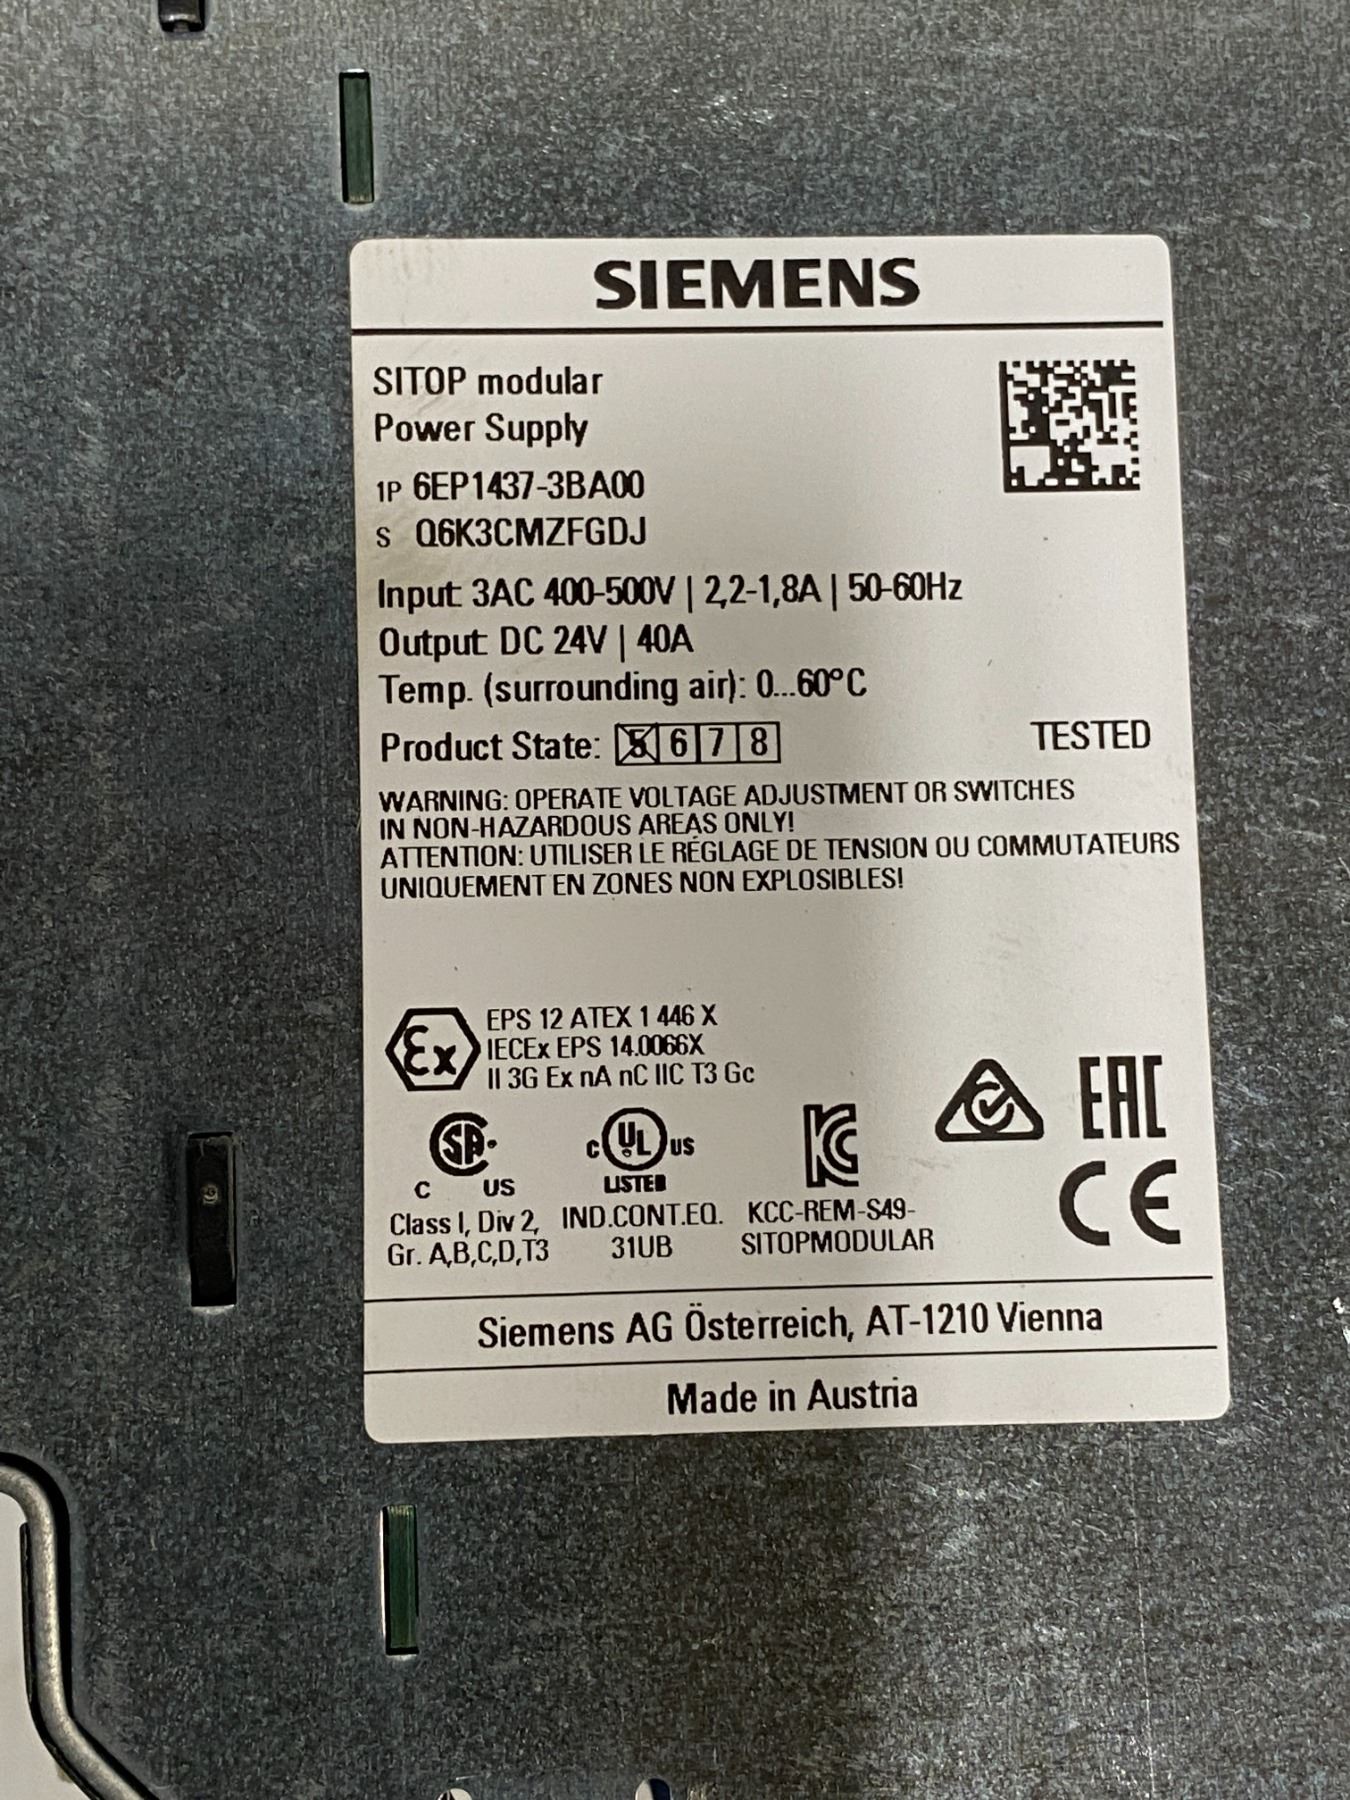 SIEMENS
SITOP modular
Power Supply
1P 6EP1437-3BA00
S Q6K3CMZFGDJ
Input: 3AC 400-500V | 2,2-1,8A | 50-60Hz
Output: DC 24V | 40A
Temp. (surrounding air): 0...60°C
Product State: 5 6 7 8 TESTED
WARNING: OPERATE VOLTAGE ADJUSTMENT OR SWITCHES
IN NON-HAZARDOUS AREAS ONLY!
ATTENTION: UTILISER LE RÉGLAGE DE TENSION OU COMMUTATEURS
UNIQUEMENT EN ZONES NON EXPLOSIBLES!
Ex
EPS 12 ATEX 1 446 X
IECEx EPS 14.0066X
II 3G Ex nA nC IIC T3 Gc
SA C US
Class I, Div 2,
Gr. A,B,C,D,T3
c UL us
LISTED
IND.CONT.EQ.
31UB
KC
KCC-REM-S49-
SITOPMODULAR
EAC
CE
Siemens AG Österreich, AT-1210 Vienna
Made in Austria